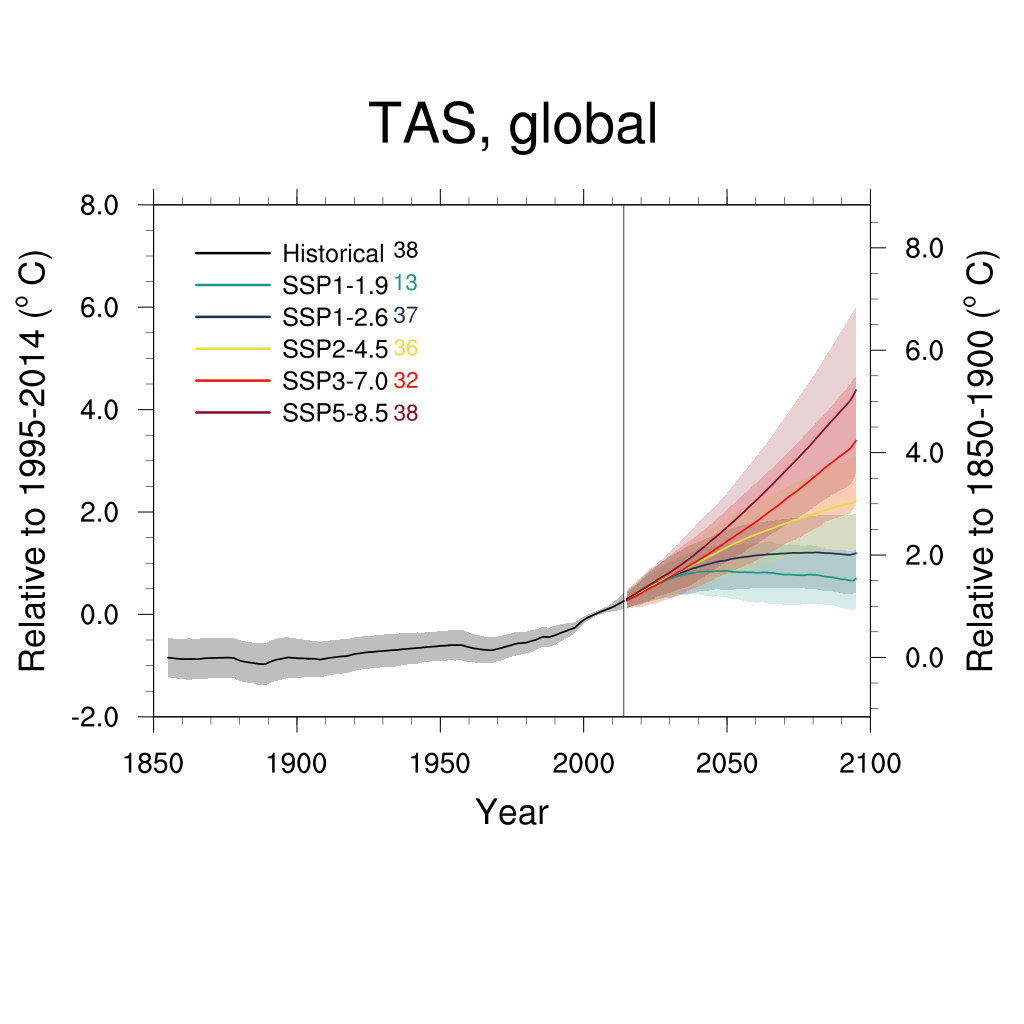 TAS, global
Relative to 1995-2014 (° C)
8.0
6.0
4.0
2.0
0.0
-2.0
Historical 38
SSP1-1.9 13
SSP1-2.6 37
SSP2-4.5 36
SSP3-7.0 32
SSP5-8.5 38
8.0
6.0
4.0
2.0
0.0
Relative to 1850-1900 (° C)
1850 1900 1950 2000 2050 2100
Year